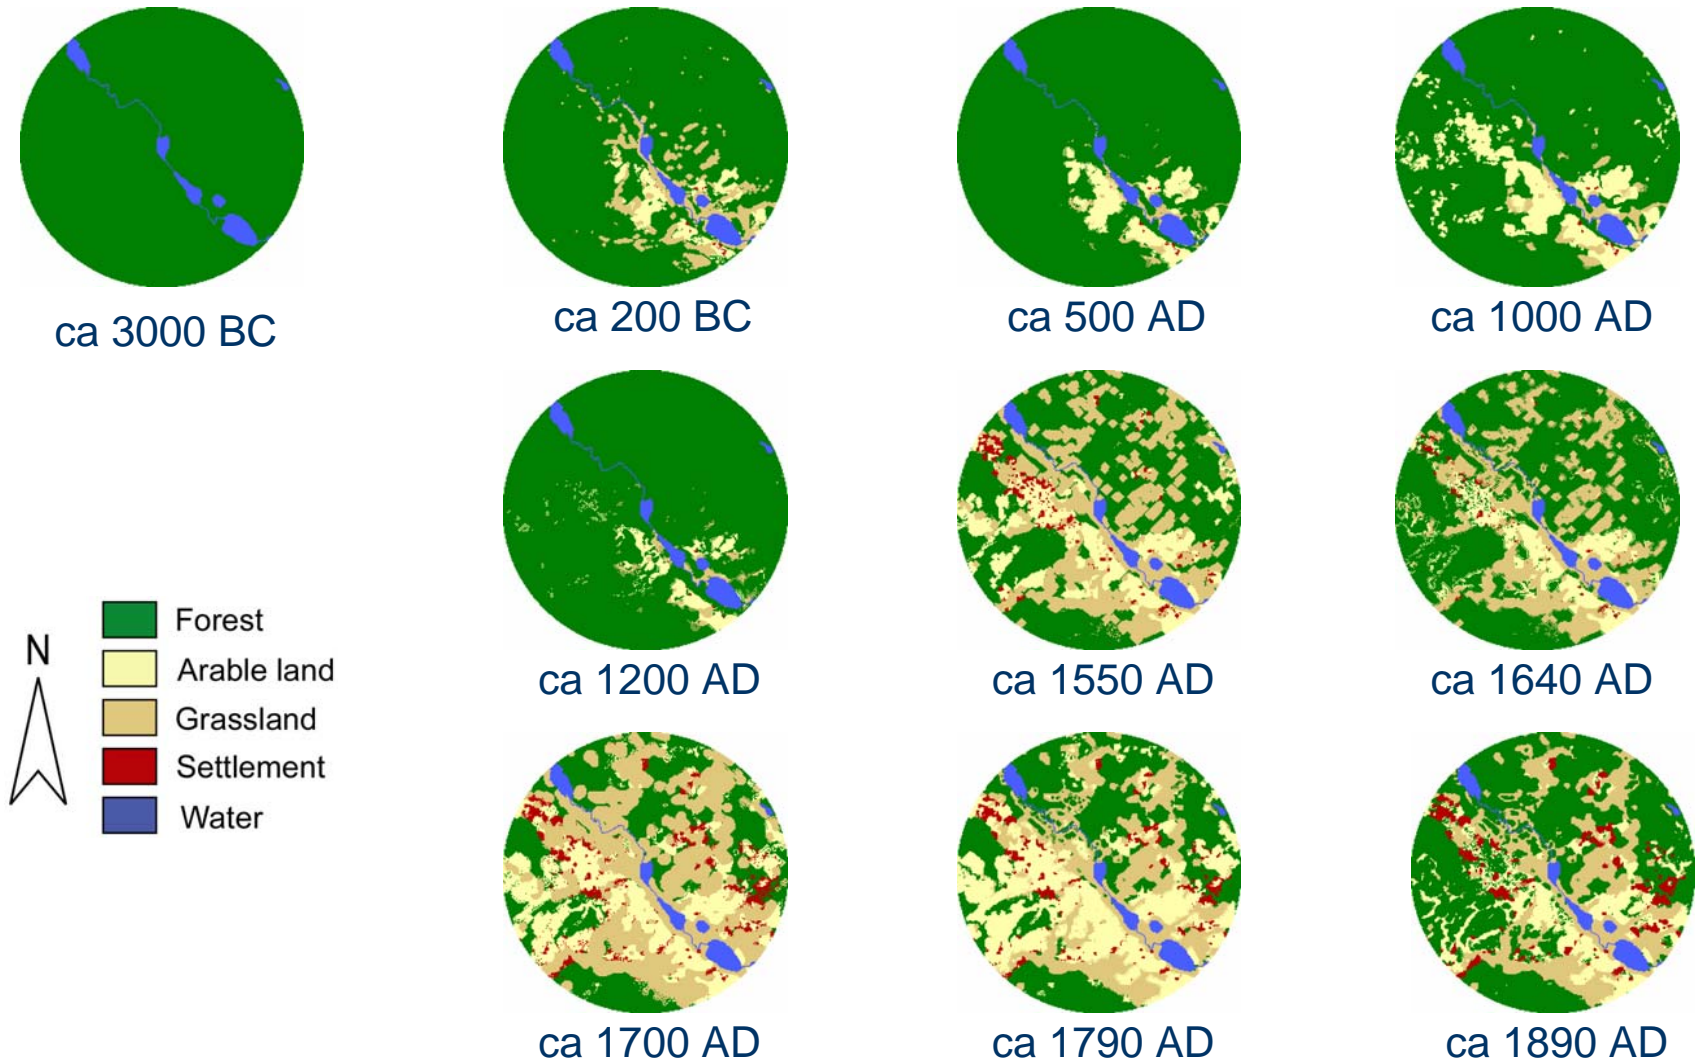 ca 3000 BC
ca 200 BC
ca 500 AD
ca 1000 AD
ca 1200 AD
ca 1550 AD
ca 1640 AD
N
Forest
Arable land
Grassland
Settlement
Water
ca 1700 AD
ca 1790 AD
ca 1890 AD